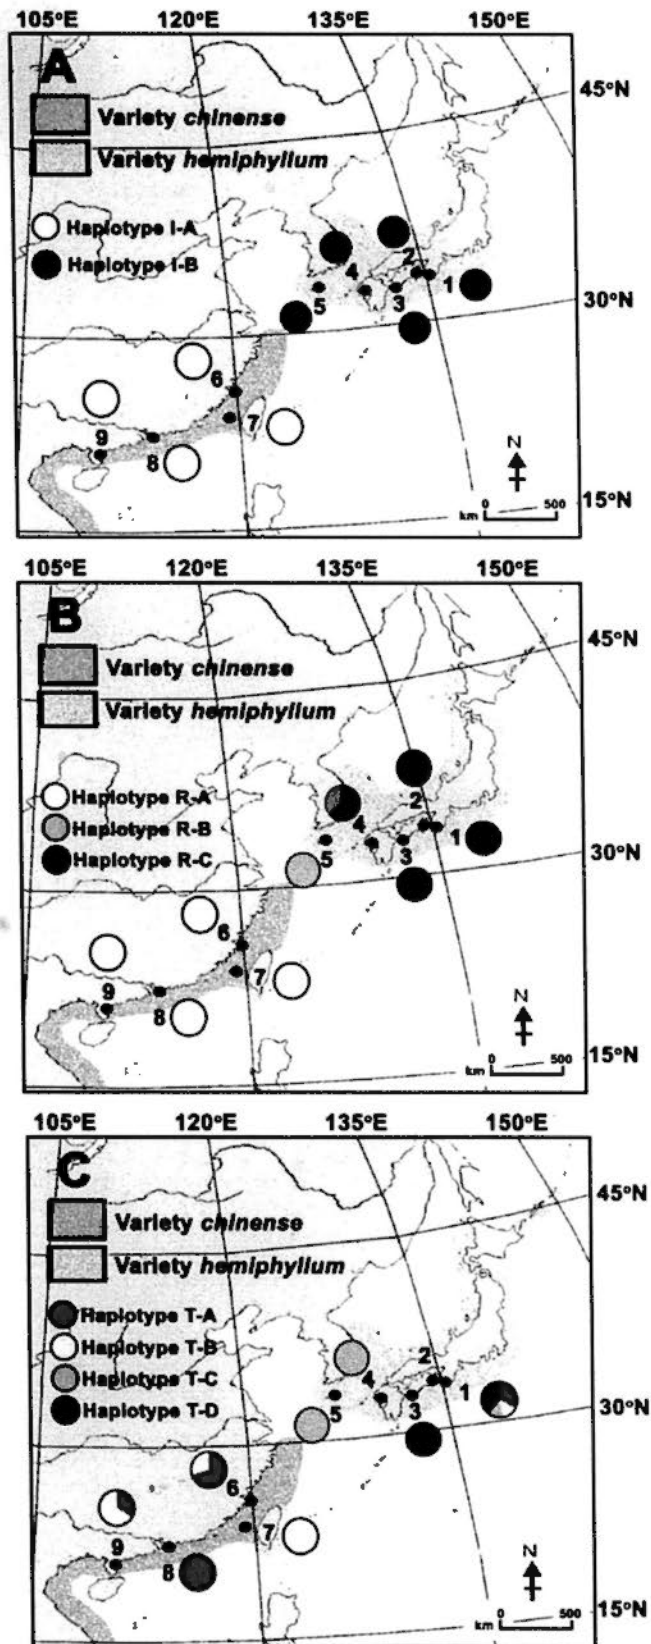 105°E 120°E 135°E 150°E
A
45°N
Variety chinense
Variety hemiphyllum
Haplotype I-A
Haplotype I-B
2
4
1
5
3
30°N
6
7
9
8
N
0 500
km
15°N
105°E 120°E 135°E 150°E
B
45°N
Variety chinense
Variety hemiphyllum
Haplotype R-A
Haplotype R-B
Haplotype R-C
2
4
1
5
3
30°N
6
7
9
8
N
0 500
km
15°N
105°E 120°E 135°E 150°E
C
45°N
Variety chinense
Variety hemiphyllum
Haplotype T-A
Haplotype T-B
Haplotype T-C
Haplotype T-D
2
4
1
5
3
30°N
6
7
9
8
N
0 500
km
15°N